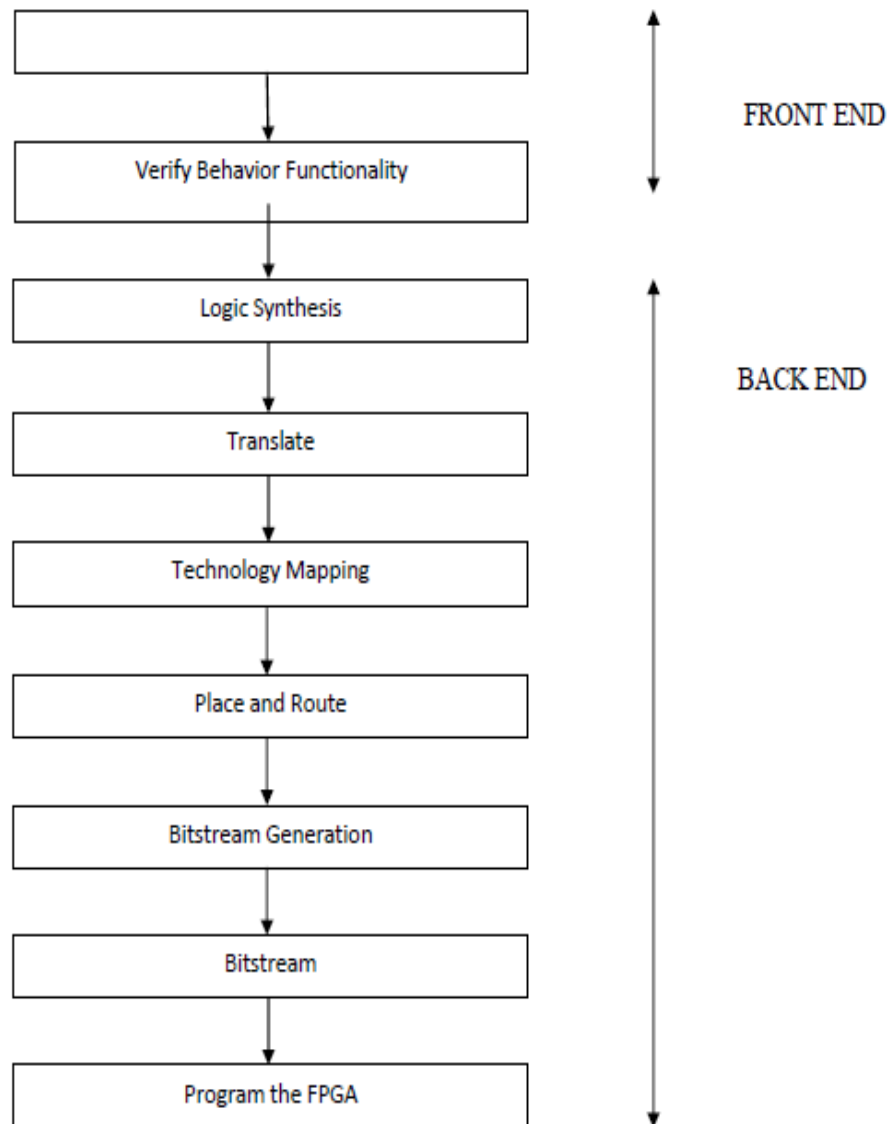 FRONT END
Verify Behavior Functionality
Logic Synthesis
BACK END
Translate
Technology Mapping
Place and Route
Bitstream Generation
Bitstream
Program the FPGA